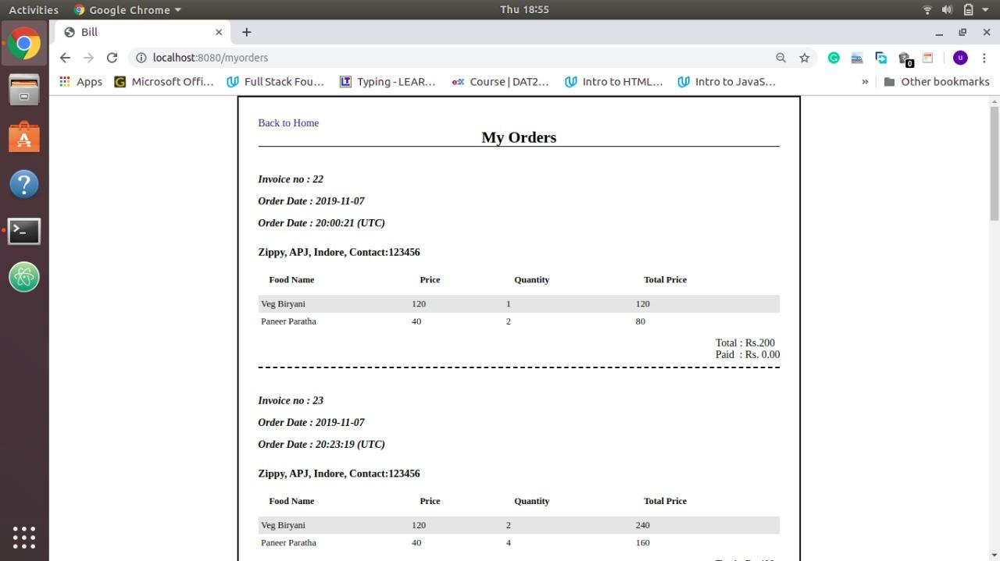 Activities Google Chrome Thu 18:55
Bill
localhost:8080/myorders
0
U
Apps G Microsoft Offi... Full Stack Fou... LT Typing - LEAR... edX Course | DAT2... Intro to HTML... Intro to JavaS... » Other bookmarks
Back to Home
My Orders
Invoice no : 22
Order Date : 2019-11-07
Order Date : 20:00:21 (UTC)
Zippy, APJ, Indore, Contact:123456
Food Name Price Quantity Total Price
Veg Biryani 120 1 120
Paneer Paratha 40 2 80
Total : Rs.200
Paid : Rs. 0.00
Invoice no : 23
Order Date : 2019-11-07
Order Date : 20:23:19 (UTC)
Zippy, APJ, Indore, Contact:123456
Food Name Price Quantity Total Price
Veg Biryani 120 2 240
Paneer Paratha 40 4 160